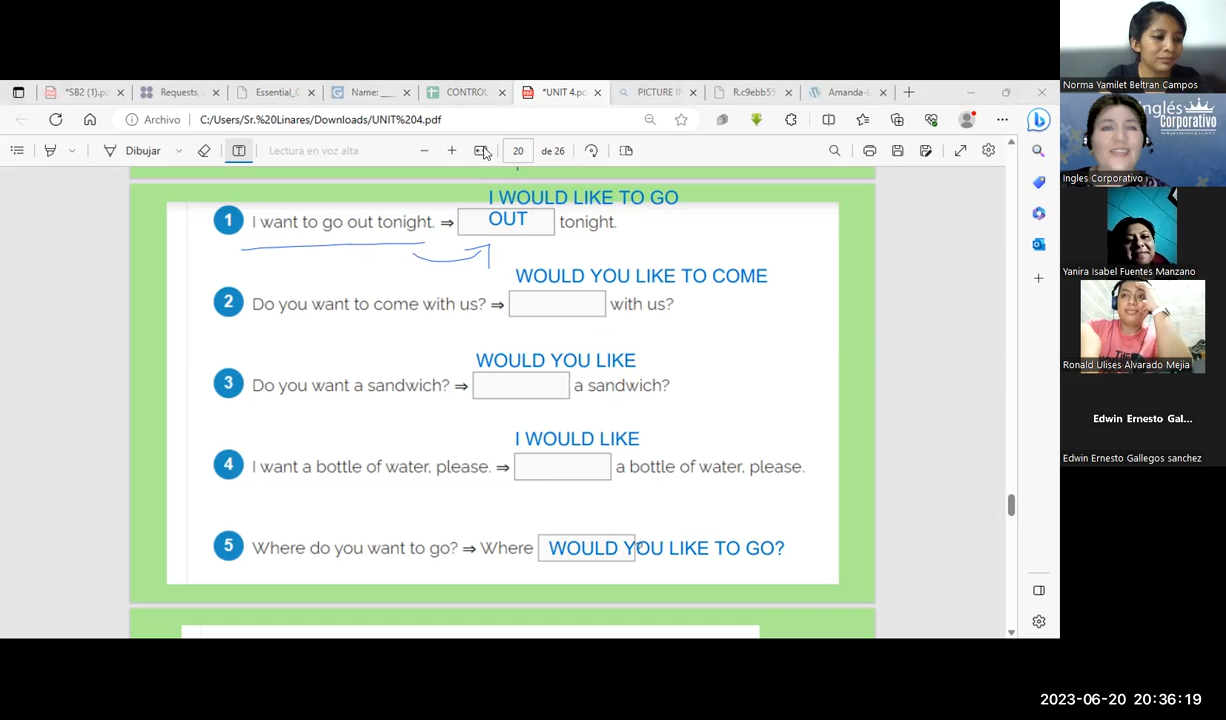 *SB2 (1).p
Requests,
Essential_G
Name: ___
CONTROL
*UNIT 4.p
PICTURE I
R.c9ebb55
Amanda-L
Archivo
C:/Users/Sr.%20Linares/Downloads/UNIT%204.pdf
Dibujar
Lectura en voz alta
20
de 26
I WOULD LIKE TO GO
1 I want to go out tonight. ⇒ OUT tonight.
WOULD YOU LIKE TO COME
2 Do you want to come with us? ⇒ with us?
WOULD YOU LIKE
3 Do you want a sandwich? ⇒ a sandwich?
I WOULD LIKE
4 I want a bottle of water, please. ⇒ a bottle of water, please.
5 Where do you want to go? ⇒ Where WOULD YOU LIKE TO GO?
Norma Yamilet Beltran Campos
Inglés
Corporativo
Ingles Corporativo
Yanira Isabel Fuentes Manzano
Ronald Ulises Alvarado Mejia
Edwin Ernesto Gal...
Edwin Ernesto Gallegos sanchez
2023-06-20 20:36:19